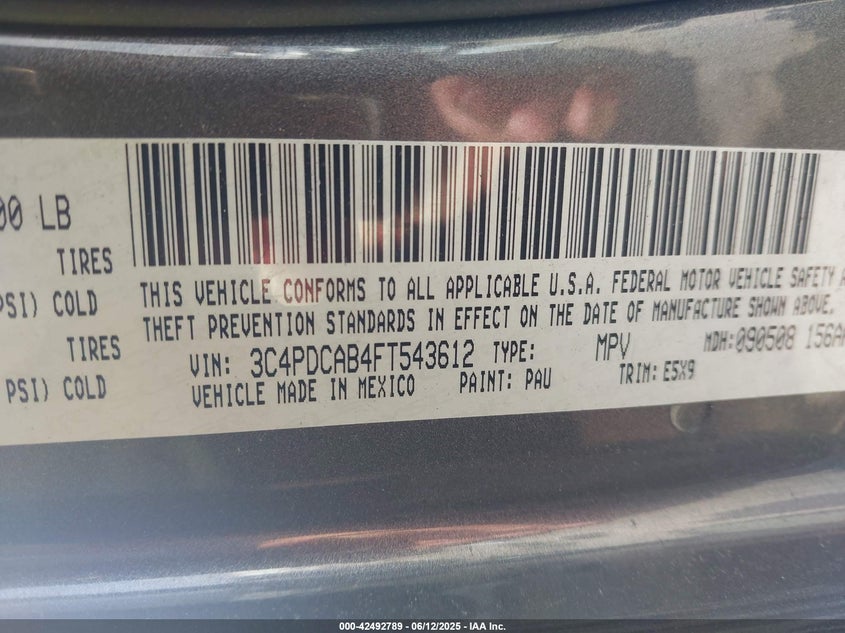 00 LB
TIRES
PSI) COLD
TIRES
PSI) COLD
THIS VEHICLE CONFORMS TO ALL APPLICABLE U.S.A. FEDERAL MOTOR VEHICLE SAFETY A
THEFT PREVENTION STANDARDS IN EFFECT ON THE DATE OF MANUFACTURE SHOWN ABOVE.
VIN: 3C4PDCAB4FT543612 TYPE: MPV MDH:090508 156A
VEHICLE MADE IN MEXICO PAINT: PAU TRIM: E5X9
000-42492789 - 06/12/2025 - IAA Inc.